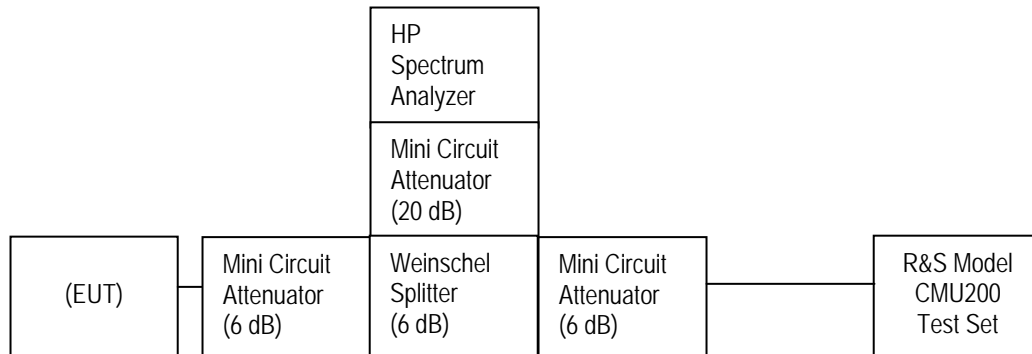 HP
Spectrum
Analyzer
Mini Circuit
Attenuator
(20 dB)
(EUT)
Mini Circuit
Attenuator
(6 dB)
Weinschel
Splitter
(6 dB)
Mini Circuit
Attenuator
(6 dB)
R&S Model
CMU200
Test Set